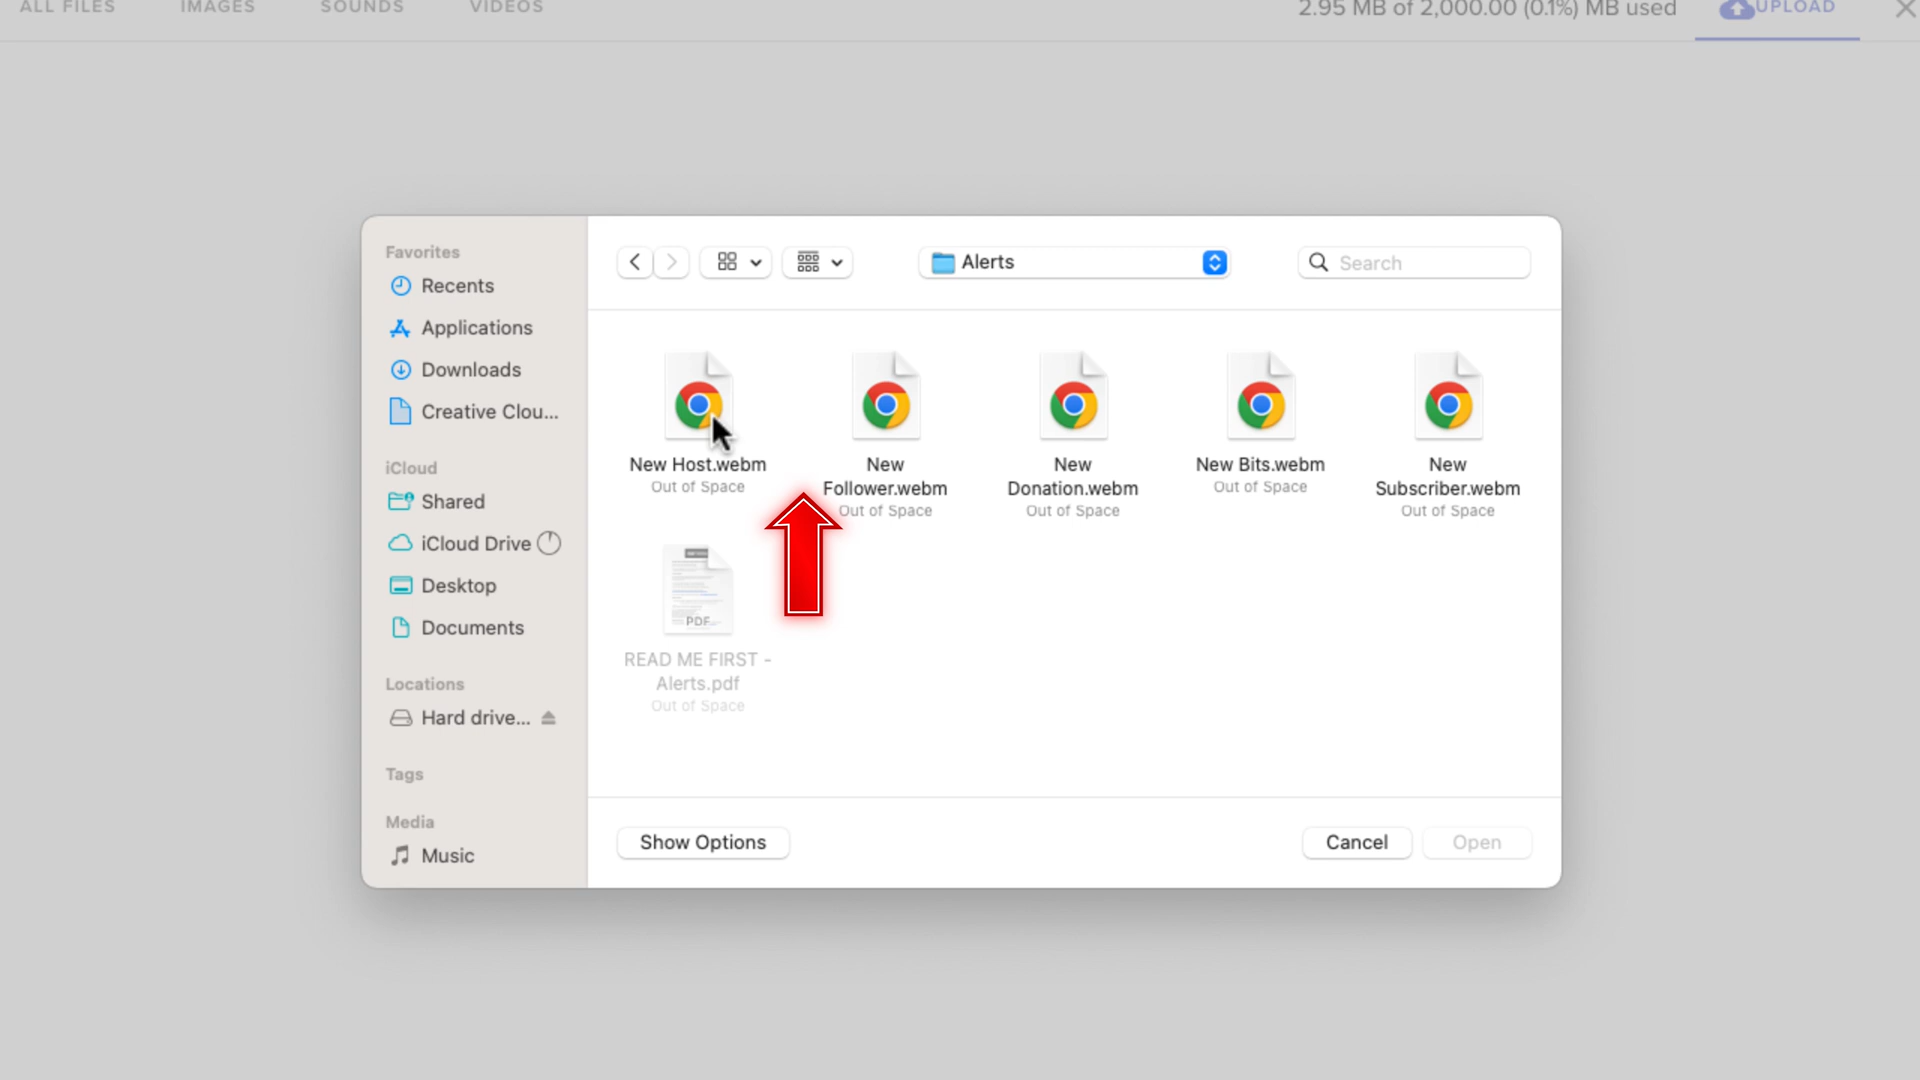 ALL FILES IMAGES SOUNDS VIDEOS 2.95 MB of 2,000.00 (0.1%) MB used UPLOAD
Favorites
Recents
Applications
Downloads
Creative Clou...
iCloud
Shared
iCloud Drive
Desktop
Documents
Locations
Hard drive...
Tags
Media
Music
Alerts
Search
New Host.webm
Out of Space
New
Follower.webm
Out of Space
New
Donation.webm
Out of Space
New Bits.webm
Out of Space
New
Subscriber.webm
Out of Space
PDF
READ ME FIRST -
Alerts.pdf
Out of Space
Show Options
Cancel
Open